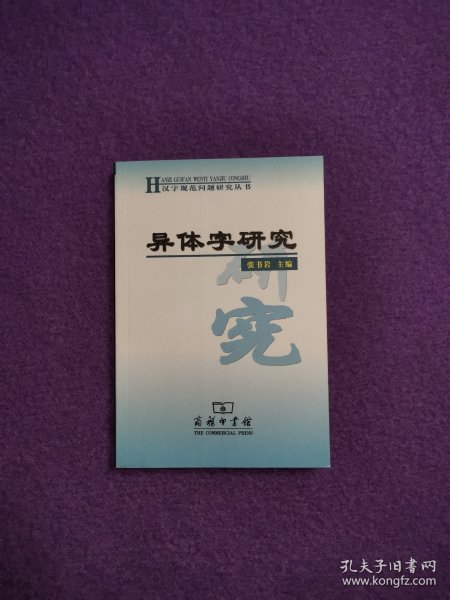 HANZI GUIFAN WENTI YANJIU CONGSHU
汉字规范问题研究丛书
异体字研究
张书岩 主编
研
究
商務印書館
THE COMMERCIAL PRESS
孔夫子旧书网
www.kongfz.com